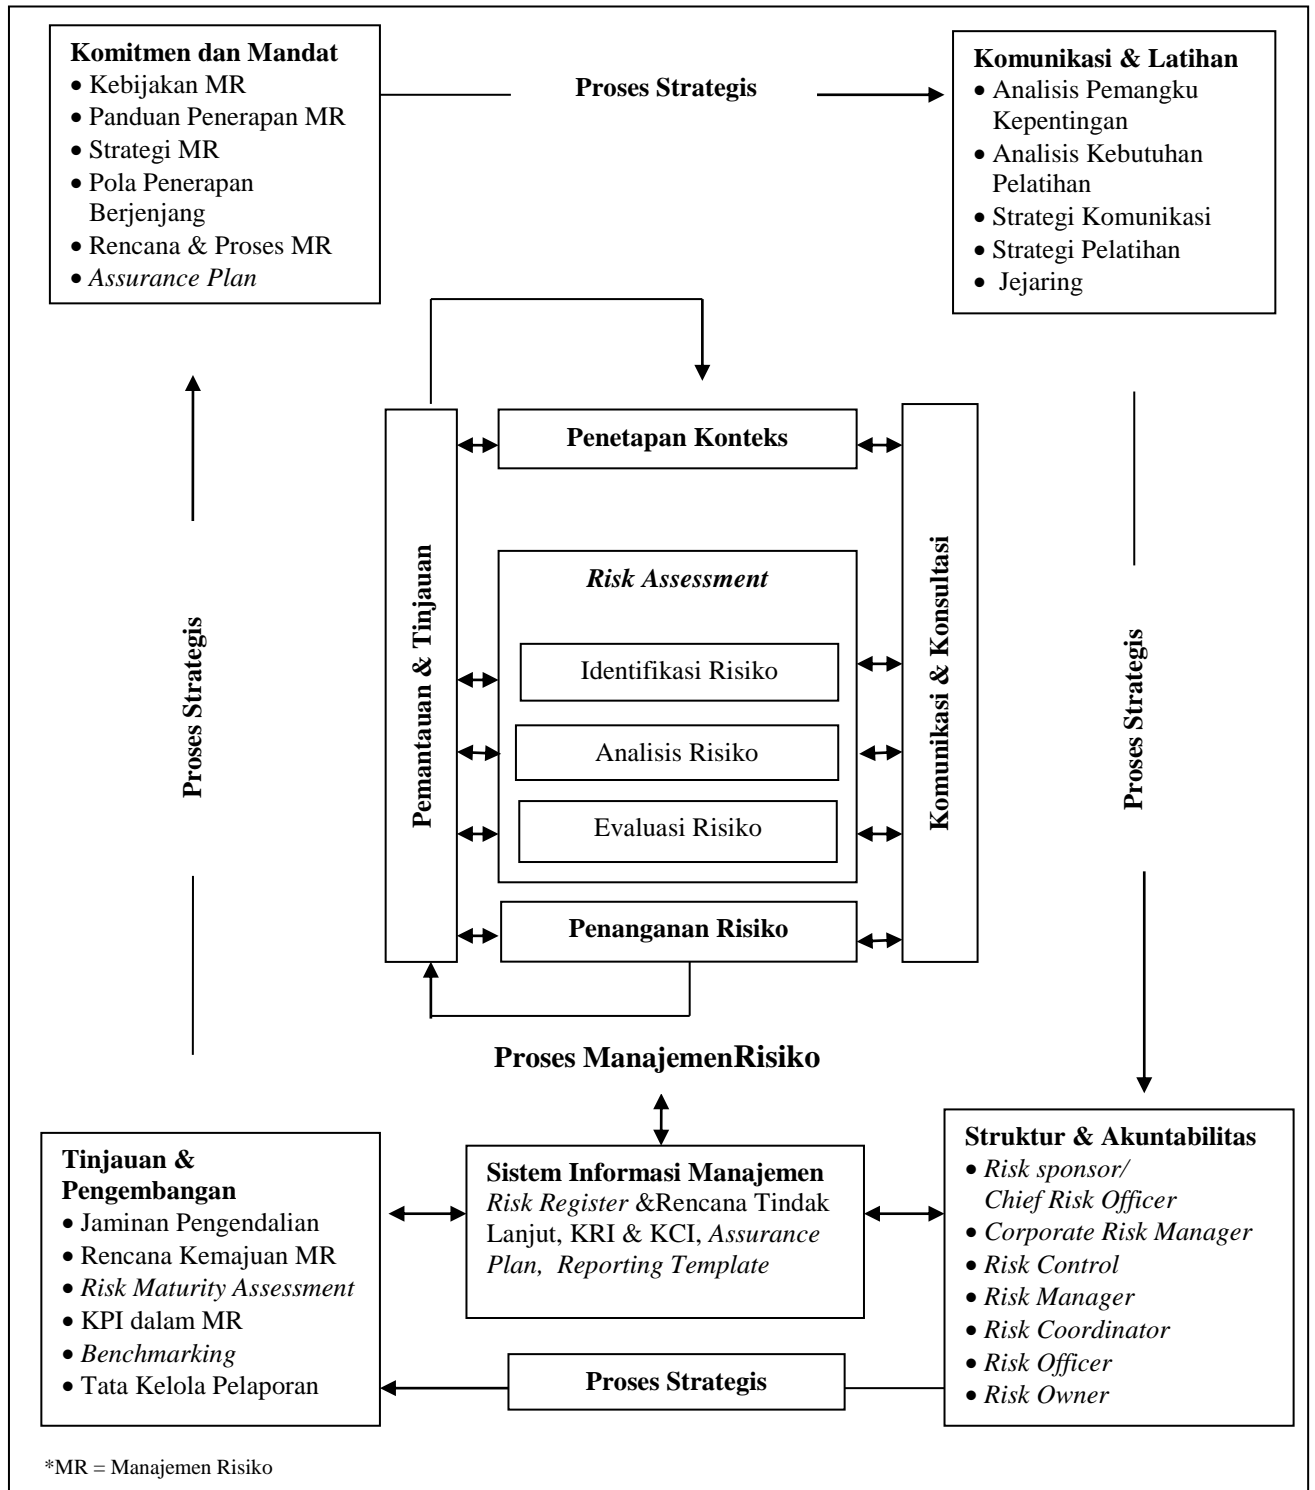 Komitmen dan Mandat
• Kebijakan MR
• Panduan Penerapan MR
• Strategi MR
• Pola Penerapan
Berjenjang
• Rencana & Proses MR
• Assurance Plan
Proses Strategis
Komunikasi & Latihan
• Analisis Pemangku
Kepentingan
• Analisis Kebutuhan
Pelatihan
• Strategi Komunikasi
• Strategi Pelatihan
• Jejaring
Proses Strategis
Pemantauan & Tinjauan
Penetapan Konteks
Risk Assessment
Identifikasi Risiko
Analisis Risiko
Evaluasi Risiko
Penanganan Risiko
Komunikasi & Konsultasi
Proses Strategis
Proses ManajemenRisiko
Tinjauan &
Pengembangan
• Jaminan Pengendalian
• Rencana Kemajuan MR
• Risk Maturity Assessment
• KPI dalam MR
• Benchmarking
• Tata Kelola Pelaporan
Sistem Informasi Manajemen
Risk Register &Rencana Tindak
Lanjut, KRI & KCI, Assurance
Plan, Reporting Template
Proses Strategis
Struktur & Akuntabilitas
• Risk sponsor/
Chief Risk Officer
• Corporate Risk Manager
• Risk Control
• Risk Manager
• Risk Coordinator
• Risk Officer
• Risk Owner
*MR = Manajemen Risiko